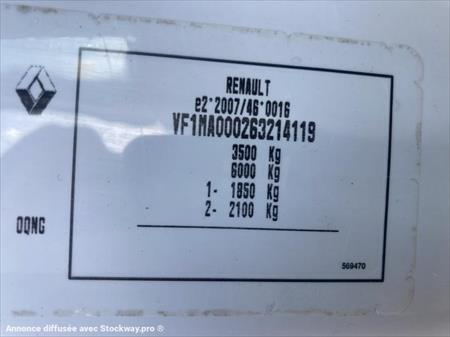 RENAULT
e2*2007/46*0016
VF1MA000263214119
3500 Kg
6000 Kg
1- 1850 Kg
2- 2100 Kg
OQNG
569470
Annonce diffusée avec Stockway.pro ®